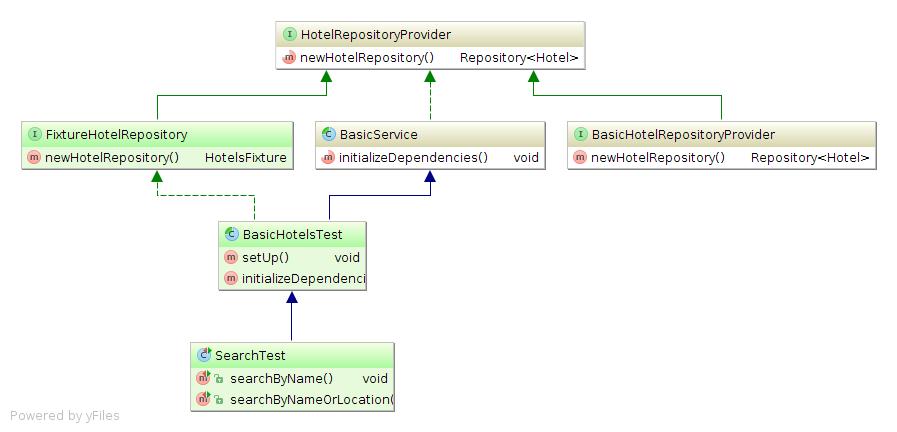 HotelRepositoryProvider
newHotelRepository() Repository<Hotel>
FixtureHotelRepository
newHotelRepository() HotelsFixture
BasicService
initializeDependencies() void
BasicHotelRepositoryProvider
newHotelRepository() Repository<Hotel>
BasicHotelsTest
setUp() void
initializeDependenci
SearchTest
searchByName() void
searchByNameOrLocation(
Powered by yFiles